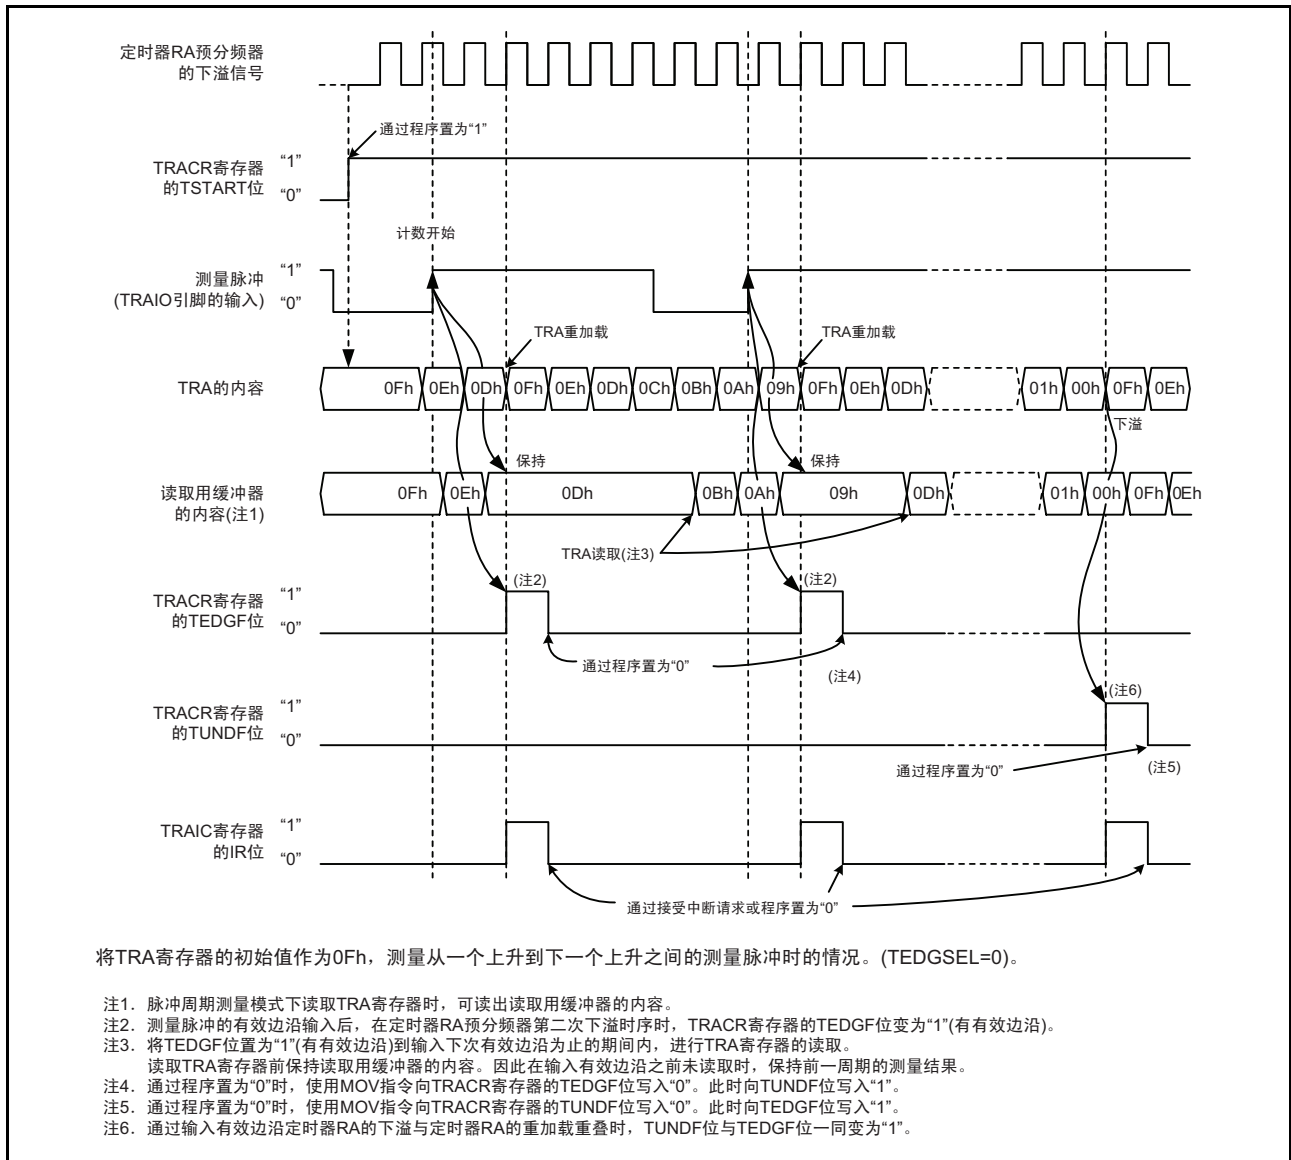 定时器RA预分频器
的下溢信号
通过程序置为“1”
TRACR寄存器
的TSTART位
“1”
“0”
计数开始
测量脉冲
(TRAIO引脚的输入)
“1”
“0”
TRA重加载
TRA重加载
TRA的内容
0Fh 0Eh 0Dh 0Fh 0Eh 0Dh 0Ch 0Bh 0Ah 09h 0Fh 0Eh 0Dh 01h 00h 0Fh 0Eh
下溢
保持
保持
读取用缓冲器
的内容(注1)
0Fh 0Eh 0Dh 0Bh 0Ah 09h 0Dh 01h 00h 0Fh 0Eh
TRA读取(注3)
(注2)
(注2)
TRACR寄存器
的TEDGF位
“1”
“0”
通过程序置为“0”
(注4)
(注6)
TRACR寄存器
的TUNDF位
“1”
“0”
通过程序置为“0”
(注5)
TRAIC寄存器
的IR位
“1”
“0”
通过接受中断请求或程序置为“0”
将TRA寄存器的初始值作为0Fh，测量从一个上升到下一个上升之间的测量脉冲时的情况。(TEDGSEL=0)。
注1. 脉冲周期测量模式下读取TRA寄存器时，可读出读取用缓冲器的内容。
注2. 测量脉冲的有效边沿输入后，在定时器RA预分频器第二次下溢时序时，TRACR寄存器的TEDGF位变为“1”(有有效边沿)。
注3. 将TEDGF位置为“1”(有有效边沿)到输入下次有效边沿为止的期间内，进行TRA寄存器的读取。
读取TRA寄存器前保持读取用缓冲器的内容。因此在输入有效边沿之前未读取时，保持前一周期的测量结果。
注4. 通过程序置为“0”时，使用MOV指令向TRACR寄存器的TEDGF位写入“0”。此时向TUNDF位写入“1”。
注5. 通过程序置为“0”时，使用MOV指令向TRACR寄存器的TUNDF位写入“0”。此时向TEDGF位写入“1”。
注6. 通过输入有效边沿定时器RA的下溢与定时器RA的重加载重叠时，TUNDF位与TEDGF位一同变为“1”。